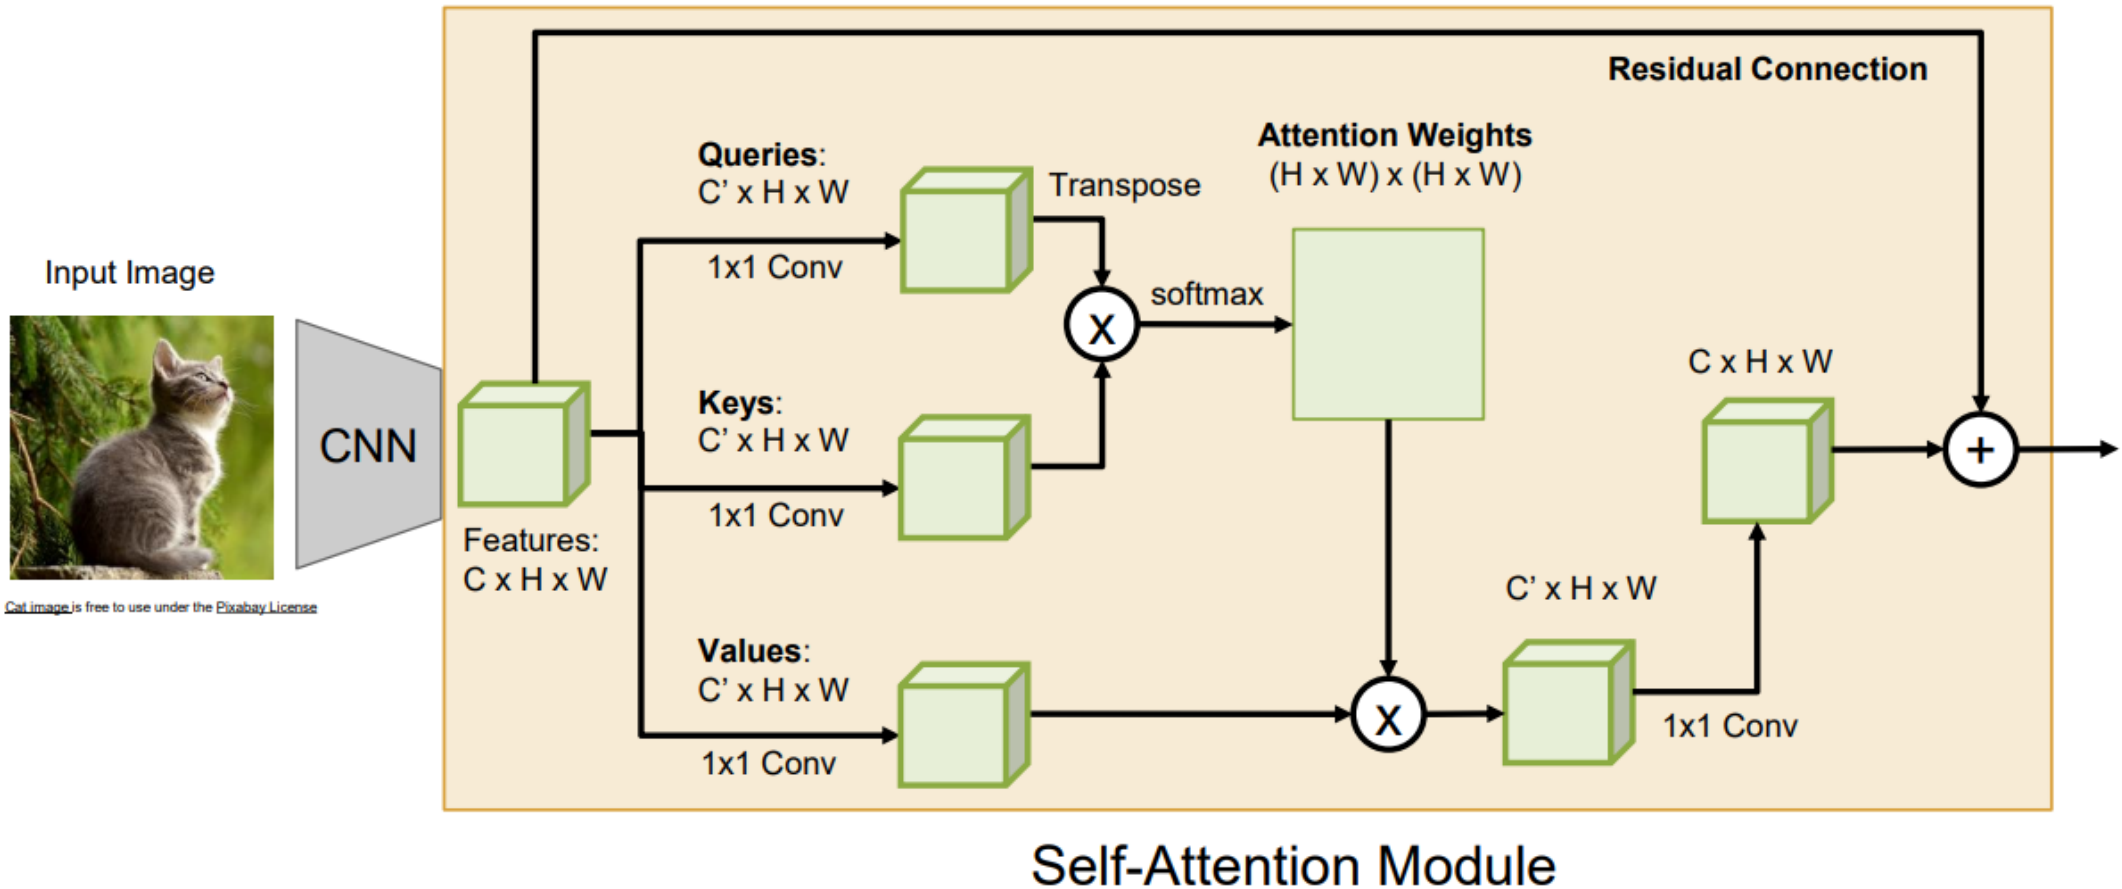 Residual Connection
Attention Weights
(H x W) x (H x W)
Queries:
C’ x H x W
Transpose
1x1 Conv
Input Image
softmax
x
CNN
Keys:
C’ x H x W
1x1 Conv
C x H x W
+
Features:
C x H x W
Cat image is free to use under the Pixabay License
Values:
C’ x H x W
1x1 Conv
x
C’ x H x W
1x1 Conv
Self-Attention Module